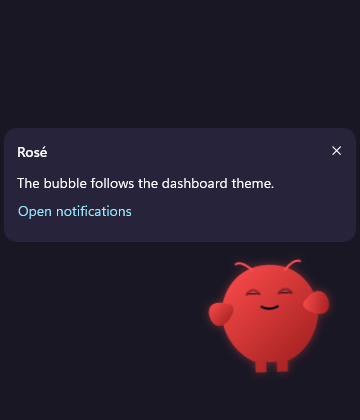 Rosé
The bubble follows the dashboard theme.
Open notifications